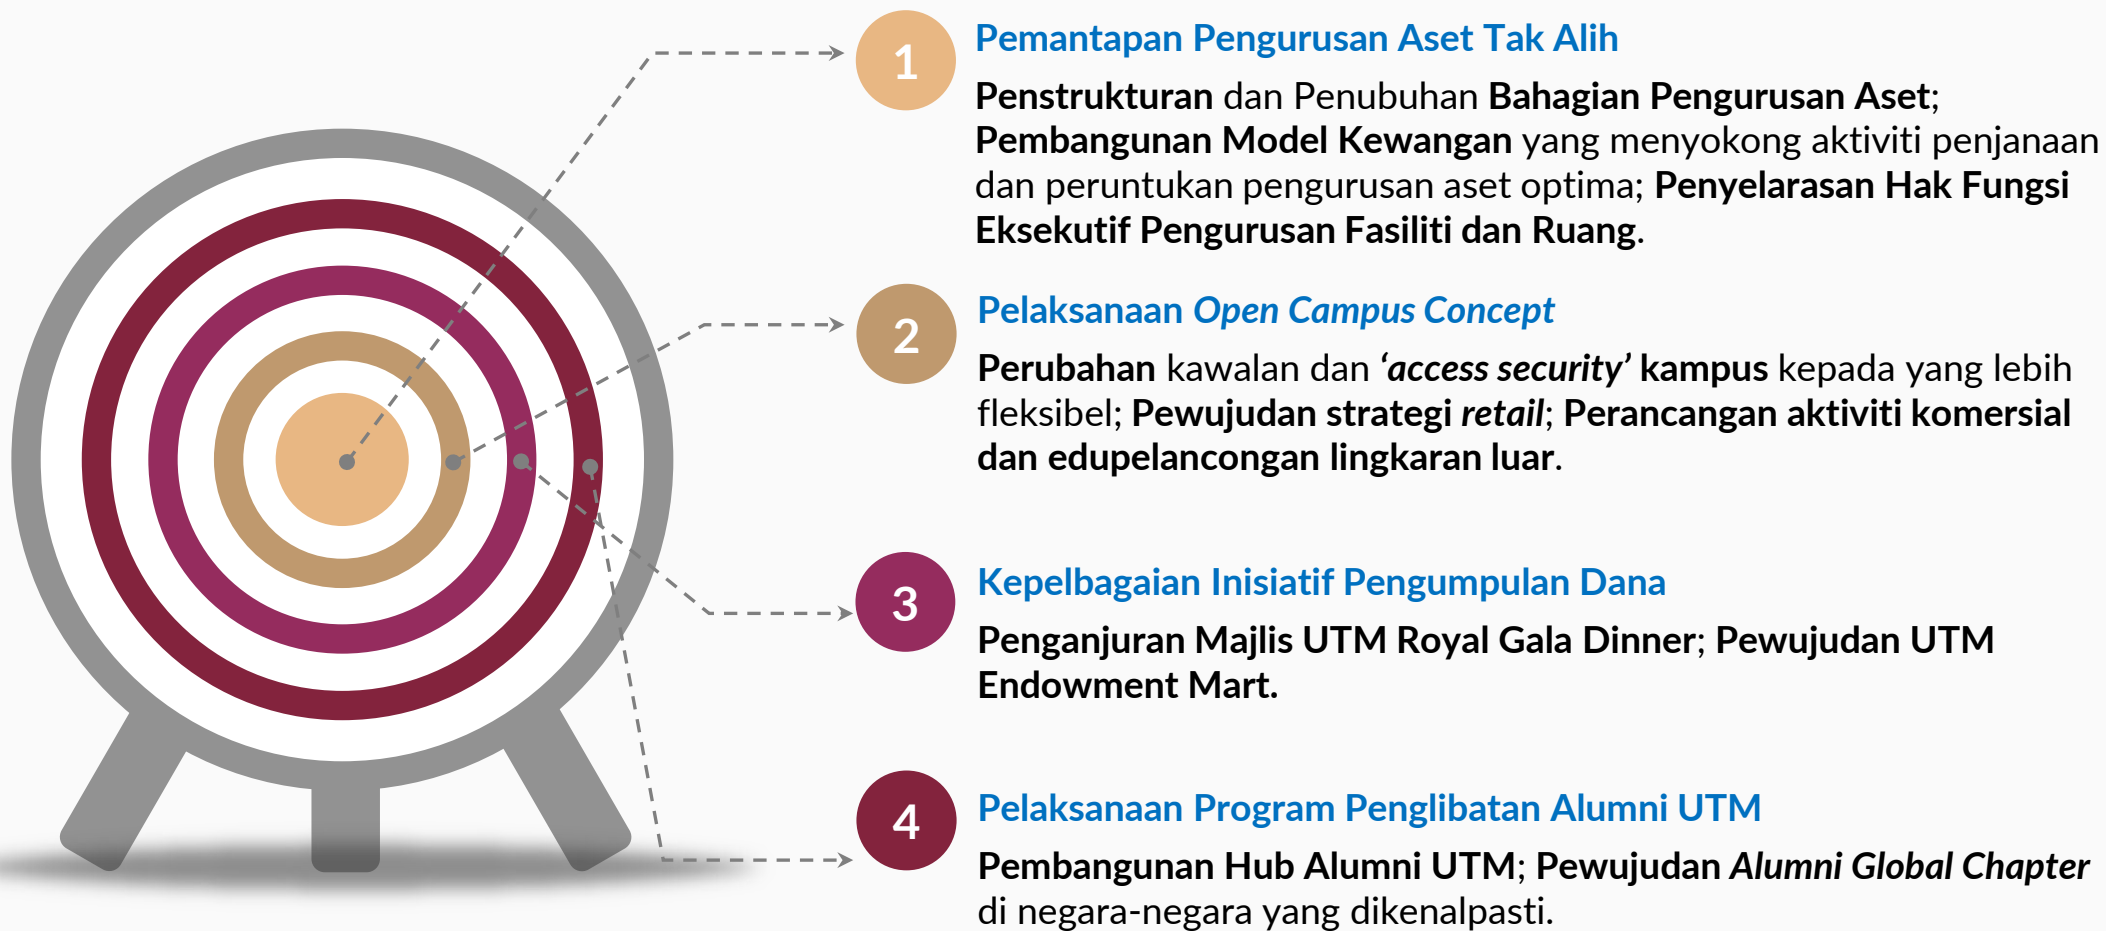 1
Pemantapan Pengurusan Aset Tak Alih
Penstrukturan dan Penubuhan Bahagian Pengurusan Aset;
Pembangunan Model Kewangan yang menyokong aktiviti penjanaan
dan peruntukan pengurusan aset optima; Penyelarasan Hak Fungsi
Eksekutif Pengurusan Fasiliti dan Ruang.
2
Pelaksanaan Open Campus Concept
Perubahan kawalan dan ‘access security’ kampus kepada yang lebih
fleksibel; Pewujudan strategi retail; Perancangan aktiviti komersial
dan edupelancongan lingkaran luar.
3
Kepelbagaian Inisiatif Pengumpulan Dana
Penganjuran Majlis UTM Royal Gala Dinner; Pewujudan UTM
Endowment Mart.
4
Pelaksanaan Program Penglibatan Alumni UTM
Pembangunan Hub Alumni UTM; Pewujudan Alumni Global Chapter
di negara-negara yang dikenalpasti.